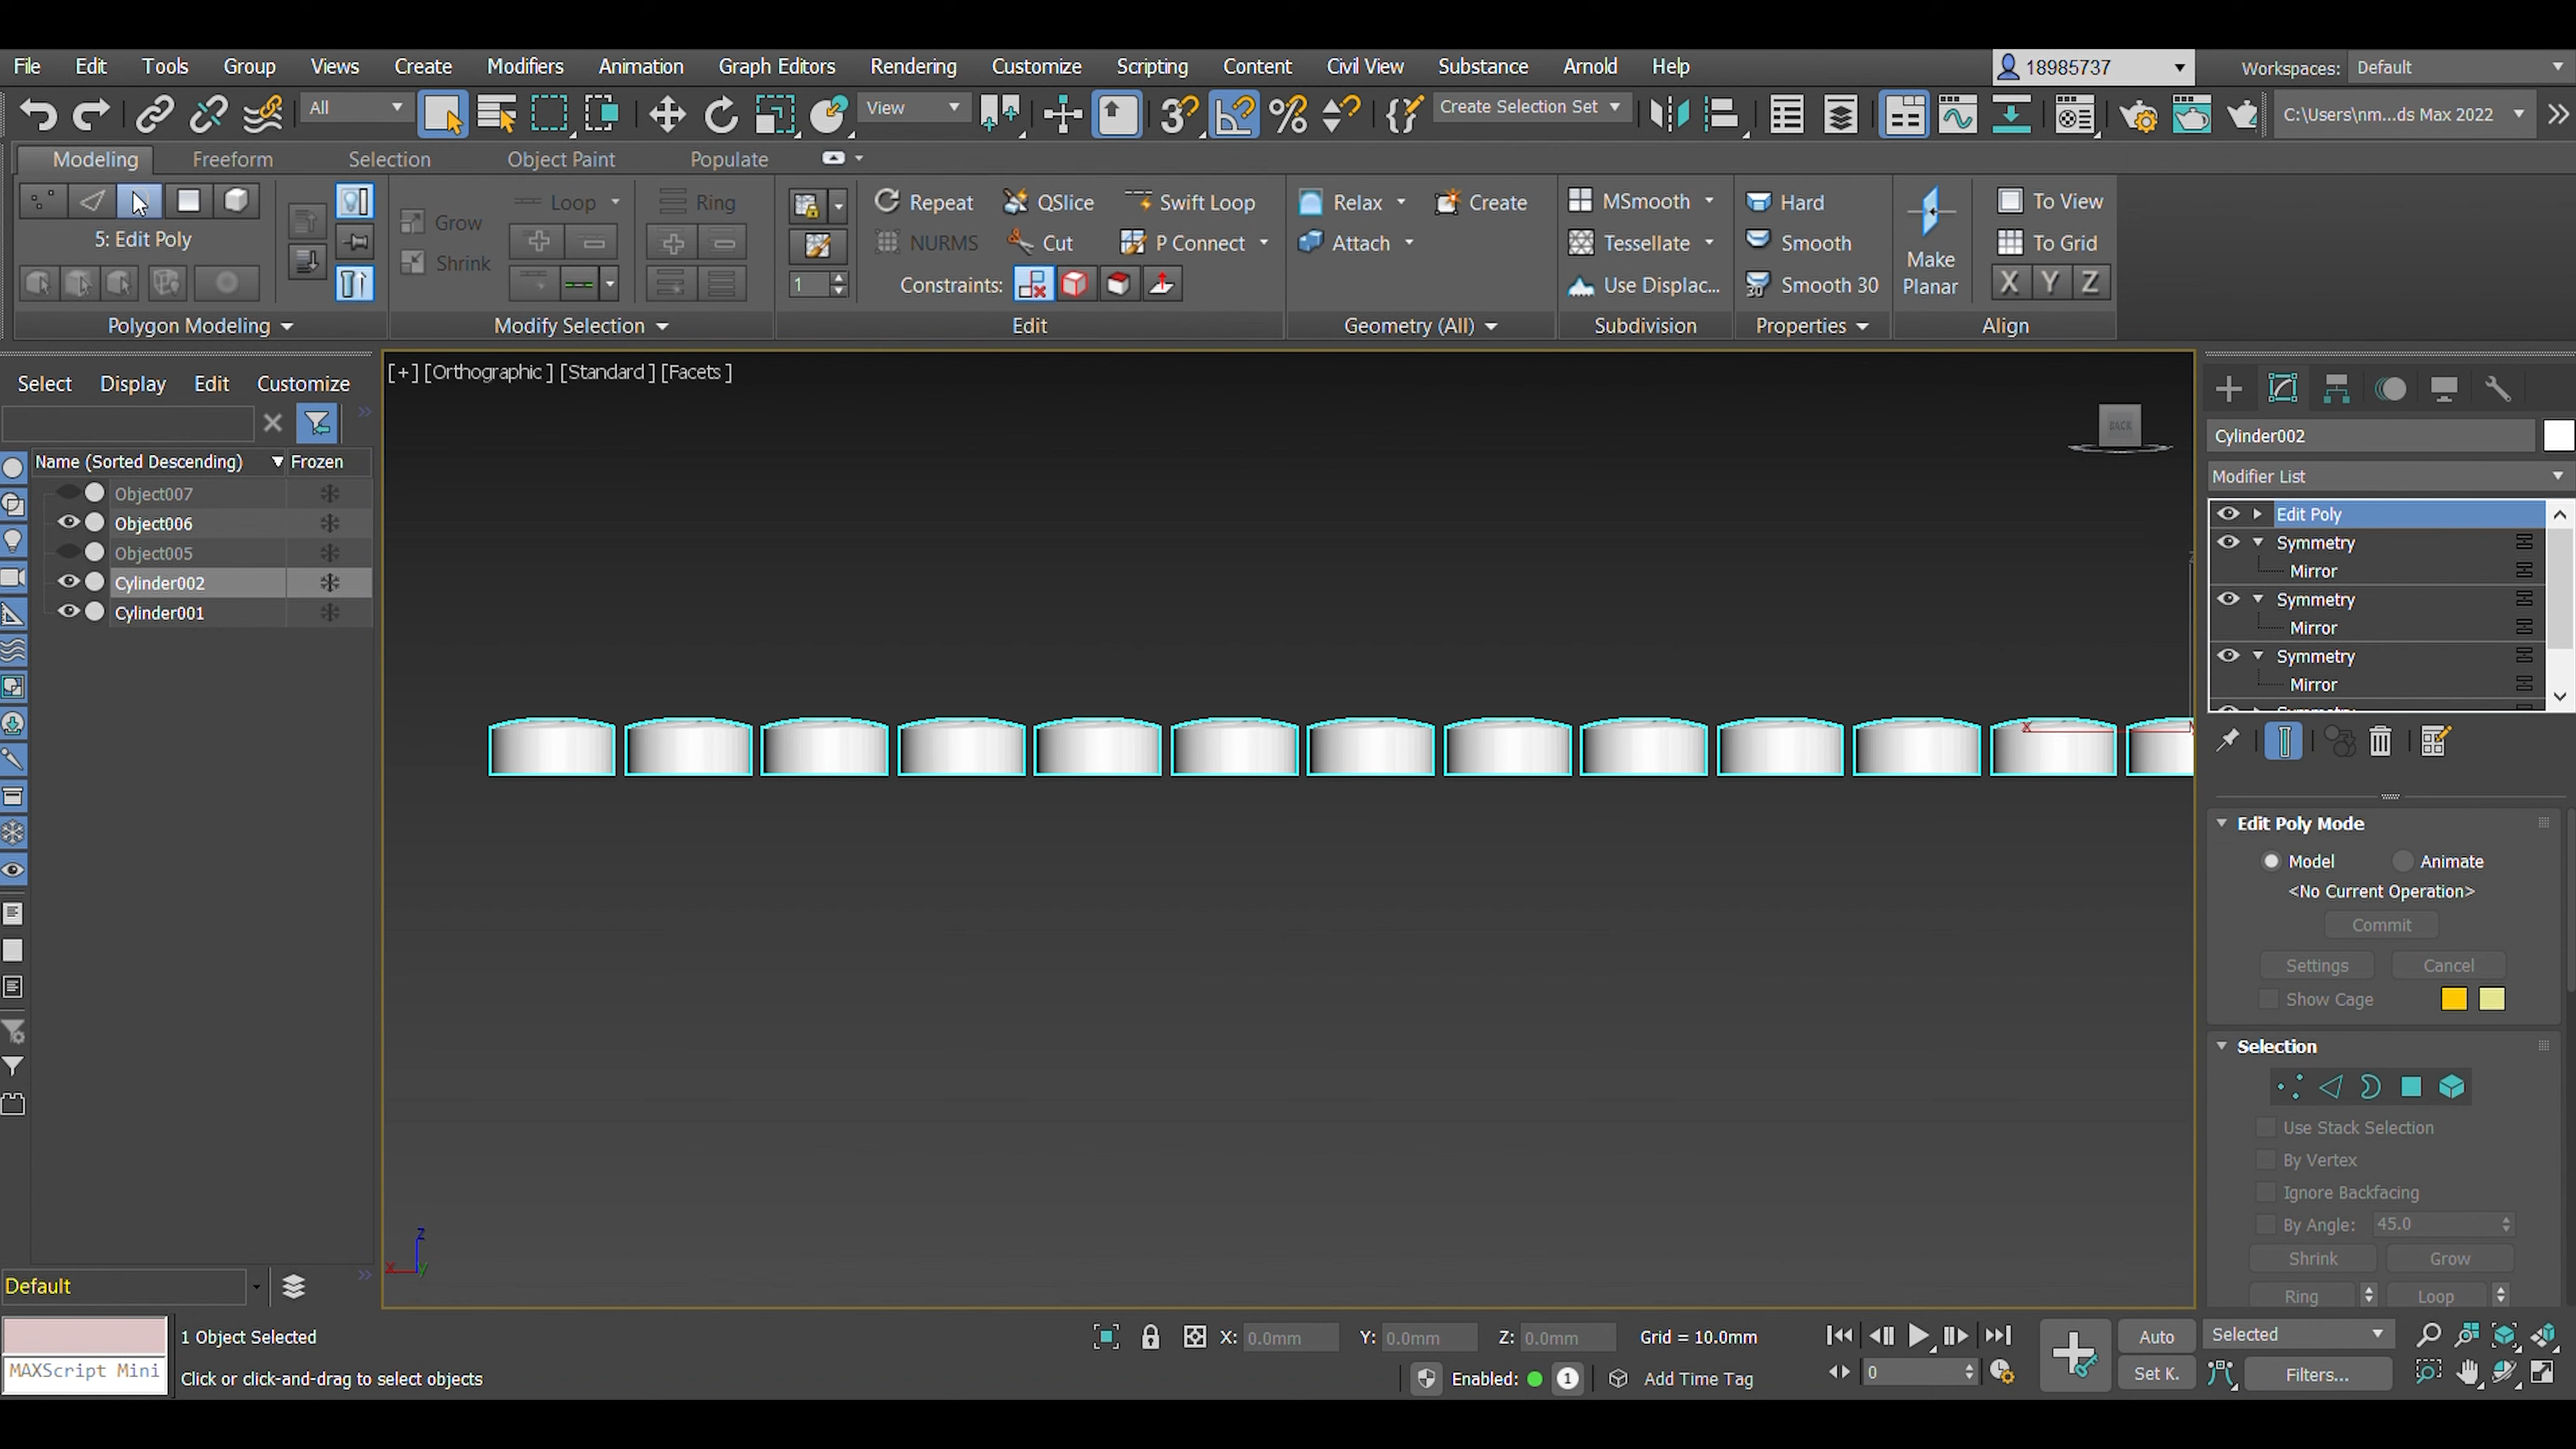 File Edit Tools Group Views Create Modifiers Animation Graph Editors Rendering Customize Scripting Content Civil View Substance Arnold Help 18985737 Workspaces: Default
All View Create Selection Set C:\Users\nm...ds Max 2022
Modeling Freeform Selection Object Paint Populate
Loop Ring Repeat QSlice Swift Loop Relax Create MSmooth Hard To View
Grow
5: Edit Poly NURMS Cut P Connect Attach Tessellate Smooth To Grid
Shrink Make Planar
1 Constraints: Use Displac... 30 Smooth 30 X Y Z
Polygon Modeling Modify Selection Edit Geometry (All) Subdivision Properties Align
Select Display Edit Customize
[+] [Orthographic ] [Standard ] [Facets ]
BACK
Name (Sorted Descending) Frozen
Object007
Object006
Object005
Cylinder002
Cylinder001
x
z
x y
Cylinder002
Modifier List
Edit Poly
Symmetry
Mirror
Symmetry
Mirror
Symmetry
Mirror
Edit Poly Mode
Model Animate
<No Current Operation>
Commit
Settings Cancel
Show Cage
Selection
Use Stack Selection
By Vertex
Ignore Backfacing
By Angle: 45.0
Shrink Grow
Ring Loop
Default
1 Object Selected X: 0.0mm Y: 0.0mm Z: 0.0mm Grid = 10.0mm Auto Selected
MAXScript Mini Click or click-and-drag to select objects Enabled: 1 Add Time Tag 0 Set K. Filters...